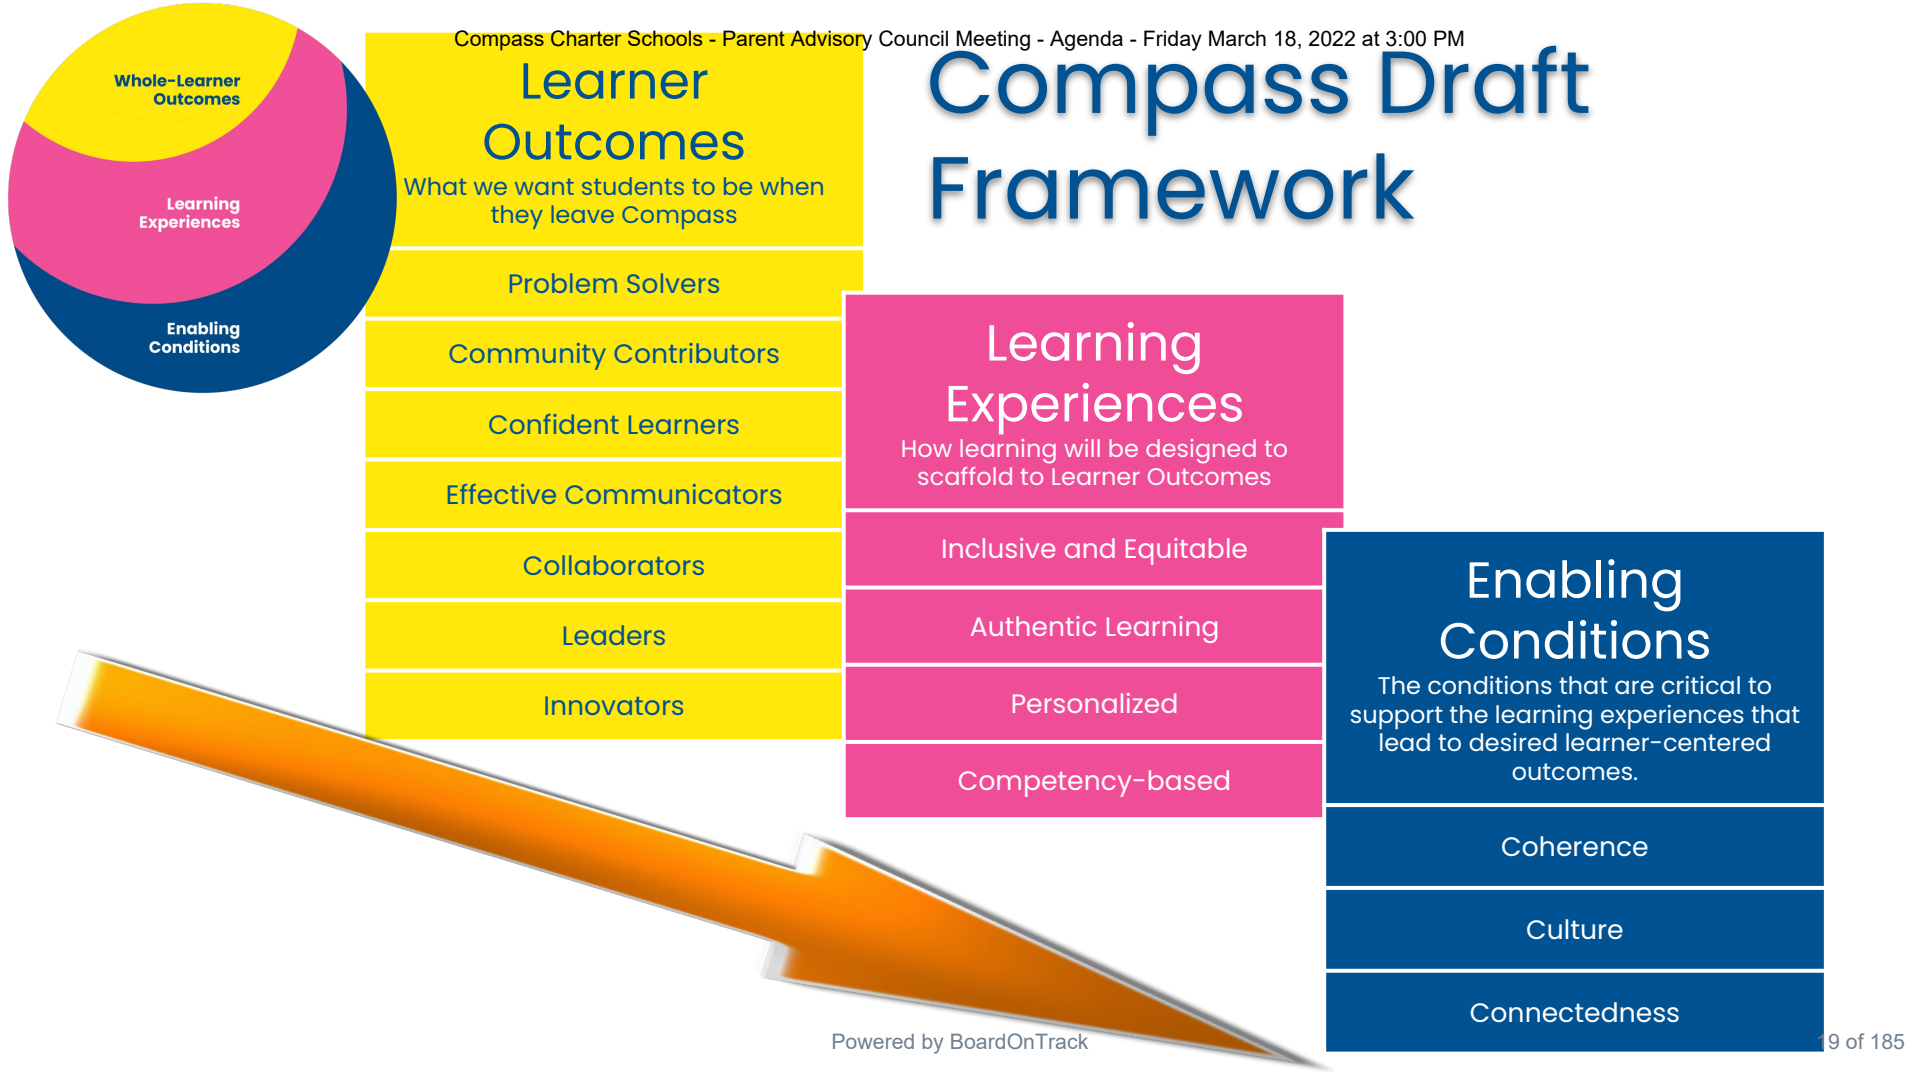 Compass Charter Schools - Parent Advisory Council Meeting - Agenda - Friday March 18, 2022 at 3:00 PM
Compass Draft
Framework
Whole-Learner
Outcomes
Learning
Experiences
Enabling
Conditions
Learner
Outcomes
What we want students to be when
they leave Compass
Problem Solvers
Community Contributors
Confident Learners
Effective Communicators
Collaborators
Leaders
Innovators
Learning
Experiences
How learning will be designed to
scaffold to Learner Outcomes
Inclusive and Equitable
Authentic Learning
Personalized
Competency-based
Enabling
Conditions
The conditions that are critical to
support the learning experiences that
lead to desired learner-centered
outcomes.
Coherence
Culture
Connectedness
Powered by BoardOnTrack
19 of 185